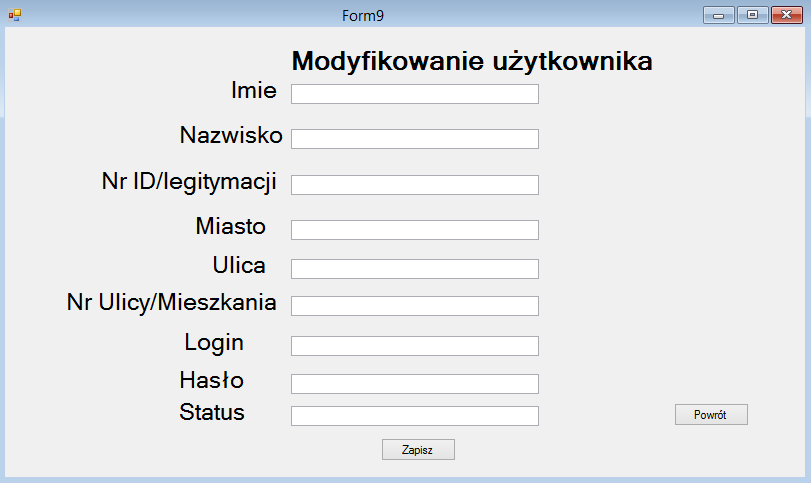 Form9
Modyfikowanie użytkownika
Imie
Nazwisko
Nr ID/legitymacji
Miasto
Ulica
Nr Ulicy/Mieszkania
Login
Hasło
Status
Powrót
Zapisz